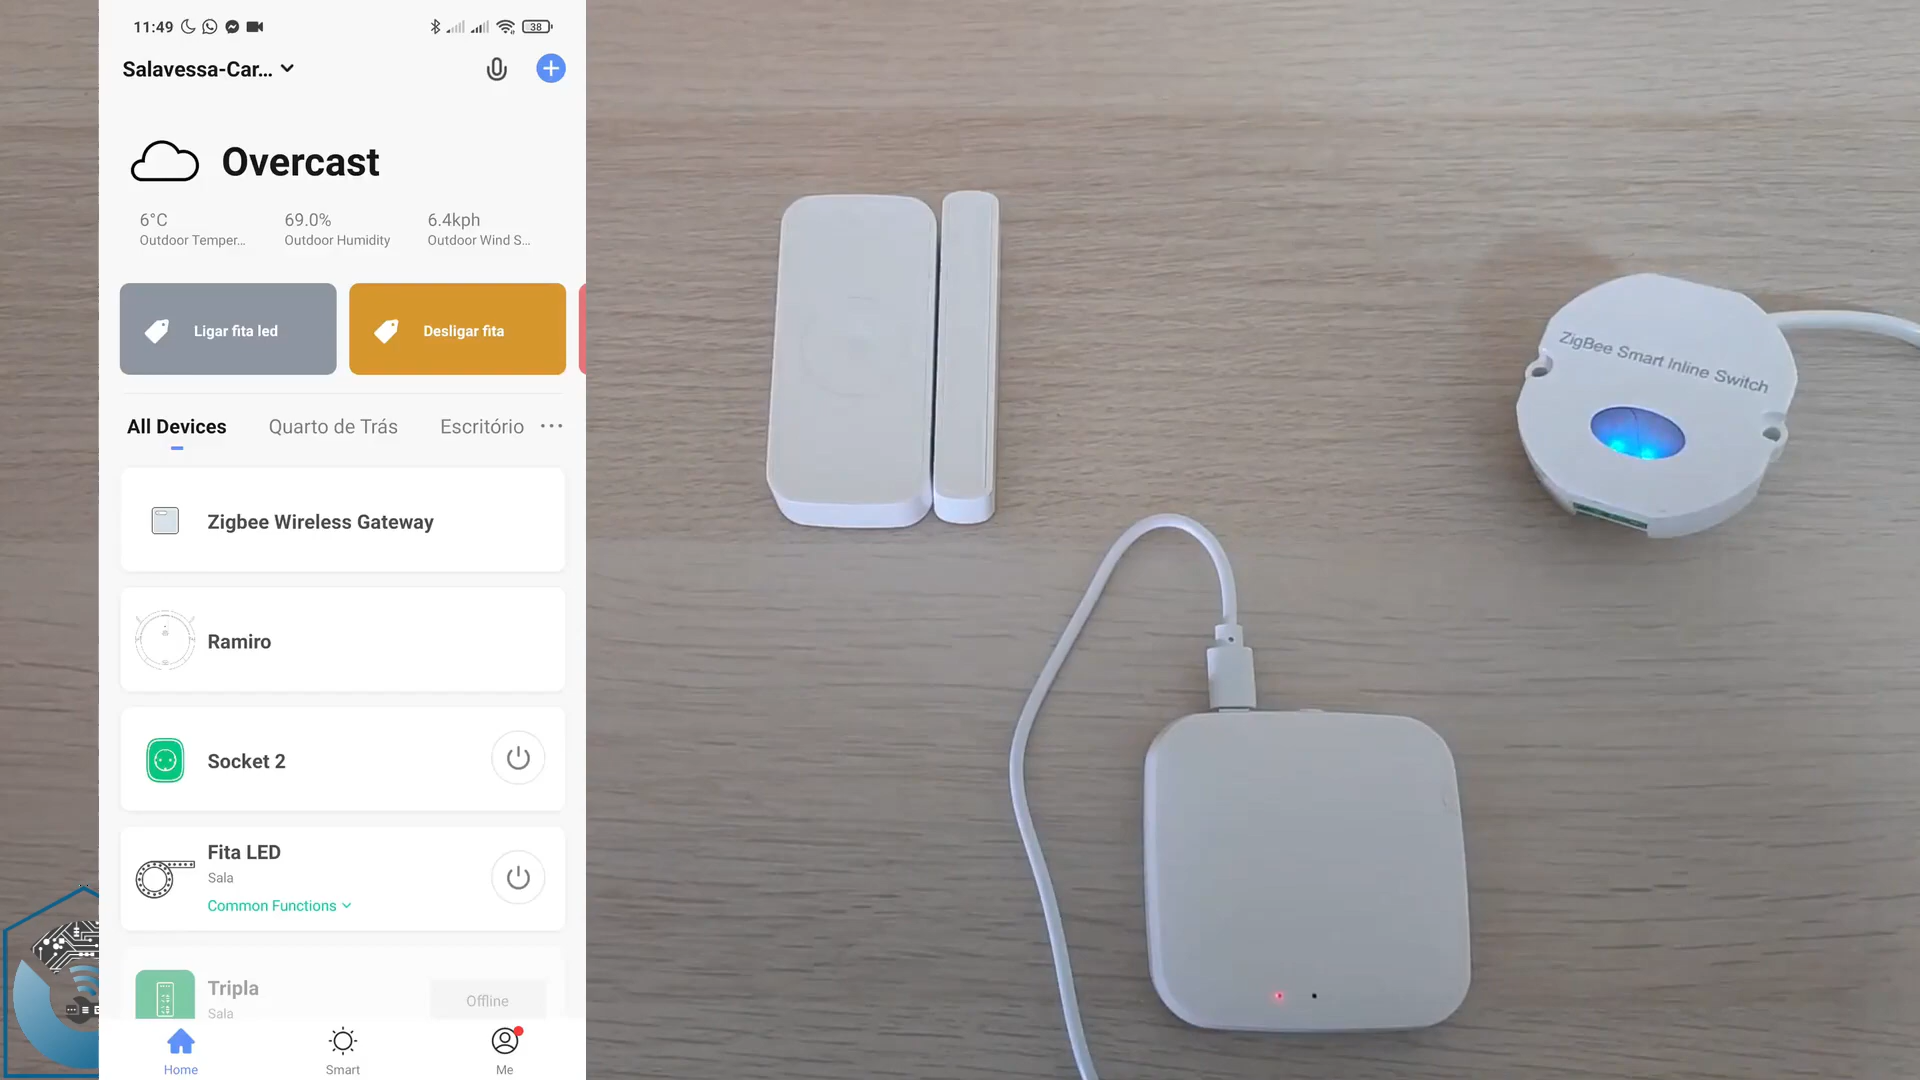 11:49
38
Salavessa-Car...
Overcast
6°C
69.0%
6.4kph
Outdoor Temper...
Outdoor Humidity
Outdoor Wind S...
Ligar fita led
Desligar fita
All Devices
Quarto de Trás
Escritório
Zigbee Wireless Gateway
Ramiro
Socket 2
Fita LED
Sala
Common Functions
Tripla
Sala
Offline
Home
Smart
Me
ZigBee Smart Inline Switch